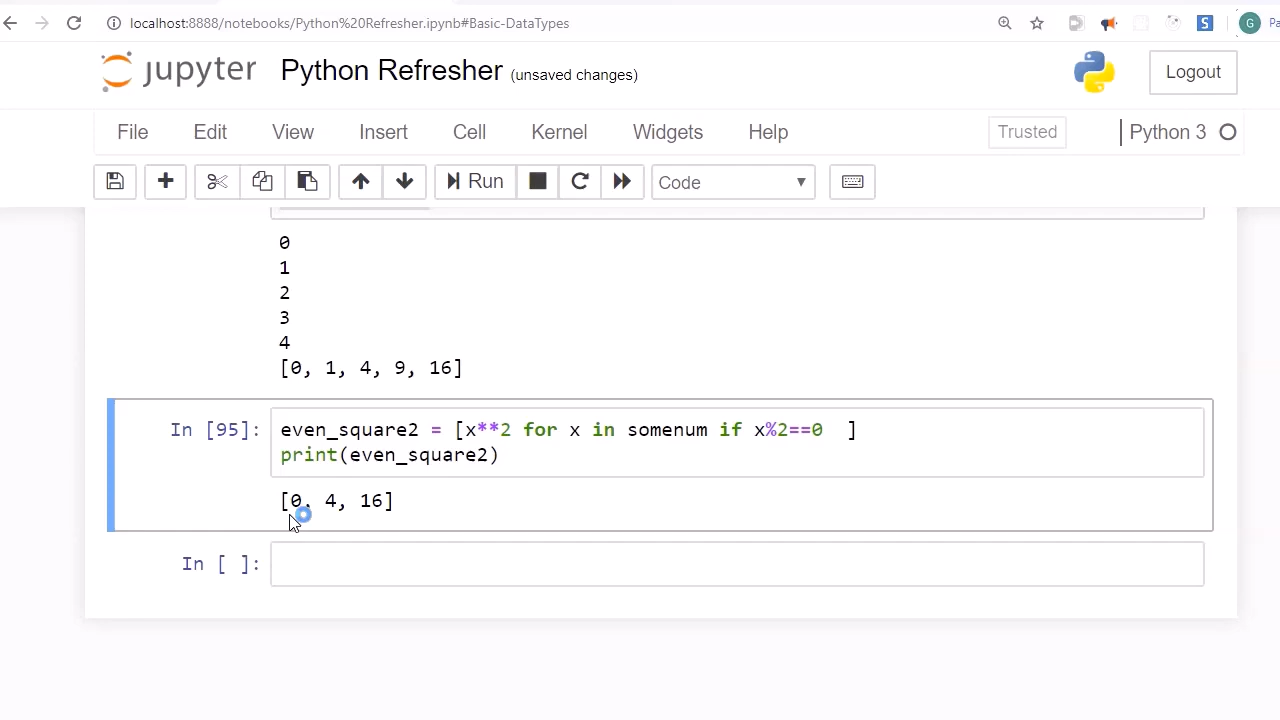 localhost:8888/notebooks/Python%20Refresher.ipynb#Basic-DataTypes
S
G
Pa
jupyter Python Refresher (unsaved changes)
Logout
File Edit View Insert Cell Kernel Widgets Help
Trusted
Python 3
Run
Code
0
1
2
3
4
[0, 1, 4, 9, 16]
In [95]: even_square2 = [x**2 for x in somenum if x%2==0  ]
print(even_square2)
[0, 4, 16]
In [ ]: